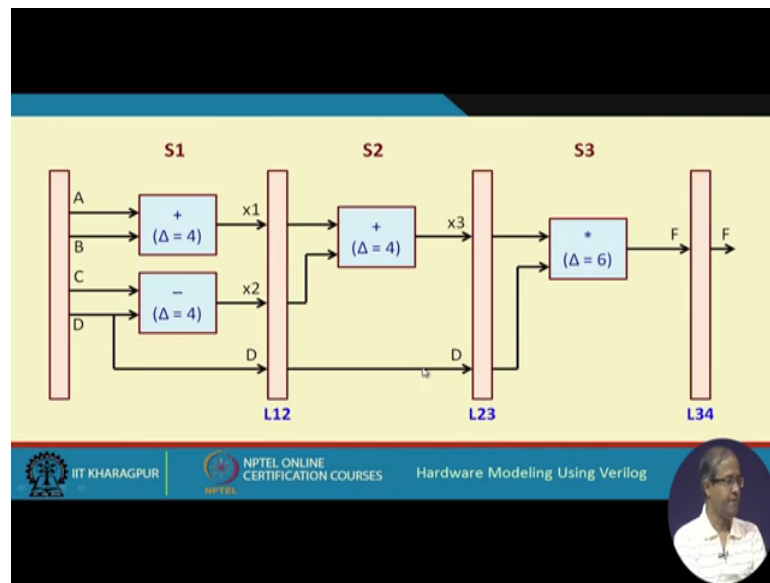 S1 S2 S3
A
B
C
D
+
(Δ = 4)
−
(Δ = 4)
x1
x2
D
+
(Δ = 4)
x3
D
*
(Δ = 6)
F
F
L12 L23 L34
IIT KHARAGPUR
NPTEL
NPTEL ONLINE
CERTIFICATION COURSES
Hardware Modeling Using Verilog